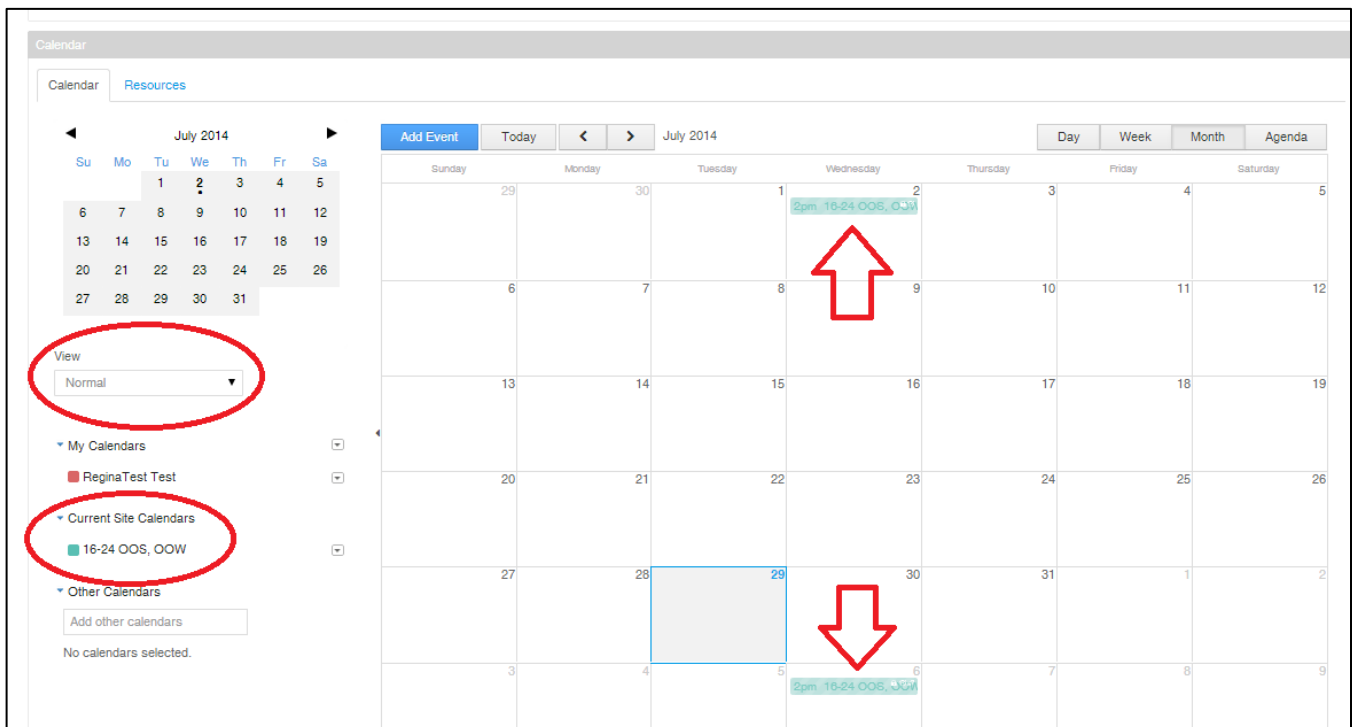 Calendar
Calendar Resources
July 2014
Su Mo Tu We Th Fr Sa
1 2 3 4 5
6 7 8 9 10 11 12
13 14 15 16 17 18 19
20 21 22 23 24 25 26
27 28 29 30 31
View
Normal
My Calendars
ReginaTest Test
Current Site Calendars
16-24 OOS, OOW
Other Calendars
Add other calendars
No calendars selected.
Add Event Today July 2014 Day Week Month Agenda
Sunday Monday Tuesday Wednesday Thursday Friday Saturday
29 30 1 2 3 4 5
2pm 16-24 OOS, OOW
6 7 8 9 10 11 12
13 14 15 16 17 18 19
20 21 22 23 24 25 26
27 28 29 30 31 1 2
3 4 5 6 7 8 9
2pm 16-24 OOS, OOW